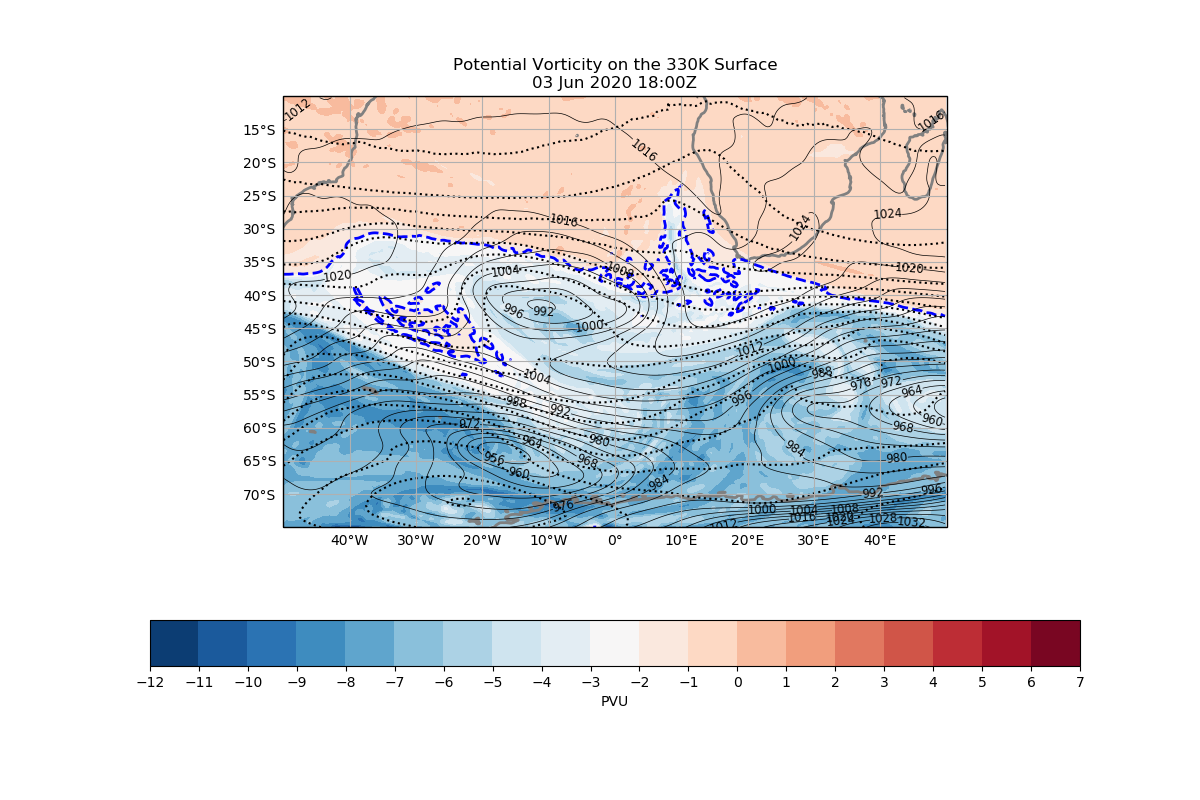 Potential Vorticity on the 330K Surface
03 Jun 2020 18:00Z
1012
1016
15°S
1016
20°S
25°S
1016
1024
1024
30°S
35°S
1020
1004
1008
1020
40°S
996
992
1000
45°S
1012
50°S
1004
1000
988
976
972
964
55°S
988
992
996
960
972
968
60°S
964
980
984
956
968
980
65°S
960
984
992
996
70°S
976
1000
1004
1008
1016
1020
1024
1028
1032
1012
40°W
30°W
20°W
10°W
0°
10°E
20°E
30°E
40°E
−12
−11
−10
−9
−8
−7
−6
−5
−4
−3
−2
−1
0
1
2
3
4
5
6
7
PVU